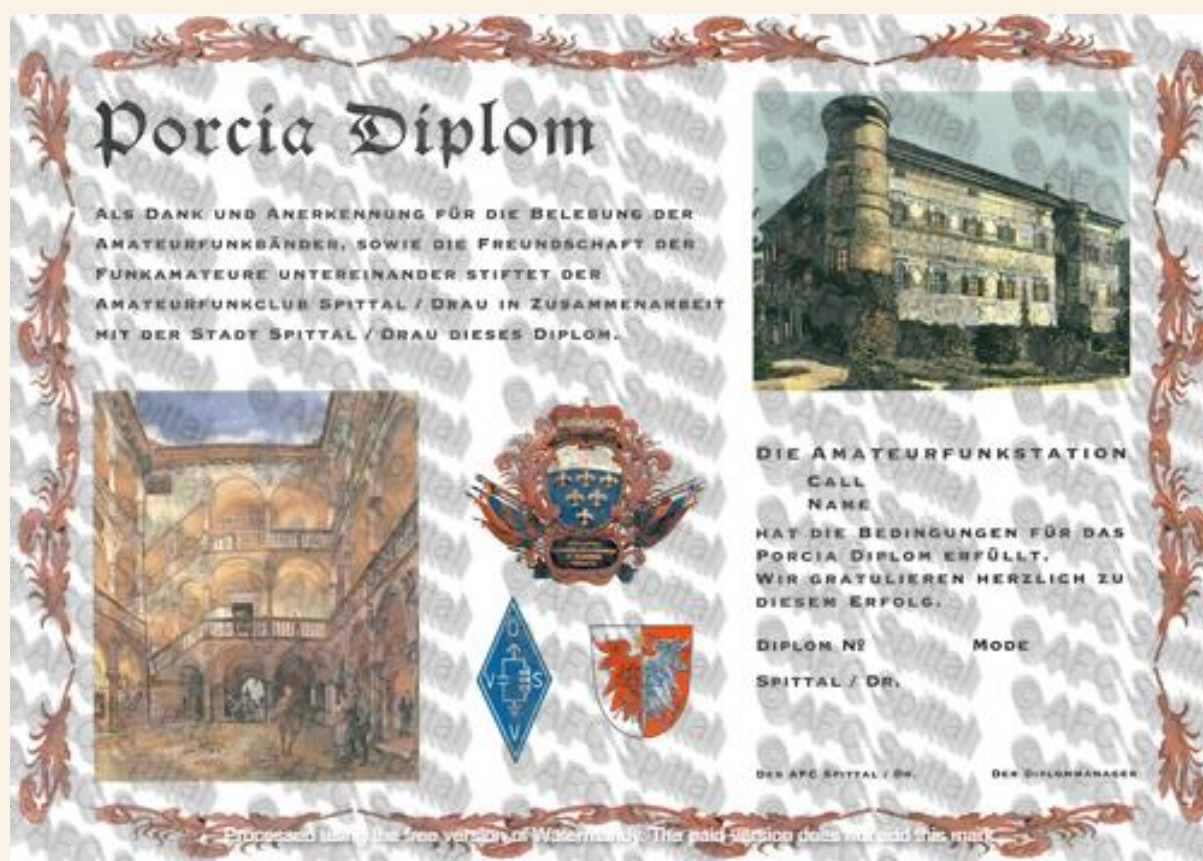 Porcia Diplom
ALS DANK UND ANERKENNUNG FÜR DIE BELEBUNG DER
AMATEURFUNKBÄNDER, SOWIE DIE FREUNDSCHAFT DER
FUNKAMATEURE UNTEREINANDER STIFTET DER
AMATEURFUNKCLUB SPITTAL / DRAU IN ZUSAMMENARBEIT
MIT DER STADT SPITTAL / DRAU DIESES DIPLOM.
DIE AMATEURFUNKSTATION
CALL
NAME
HAT DIE BEDINGUNGEN FÜR DAS
PORCIA DIPLOM ERFÜLLT.
WIR GRATULIEREN HERZLICH ZU
DIESEM ERFOLG.
DIPLOM Nº MODE
SPITTAL / DR.
DER AFC SPITTAL / DR. DER DIPLOMMANAGER
Ö
V S
V
© AFC Spittal
Processed using the free version of Watermarkly. The paid version does not add this mark.